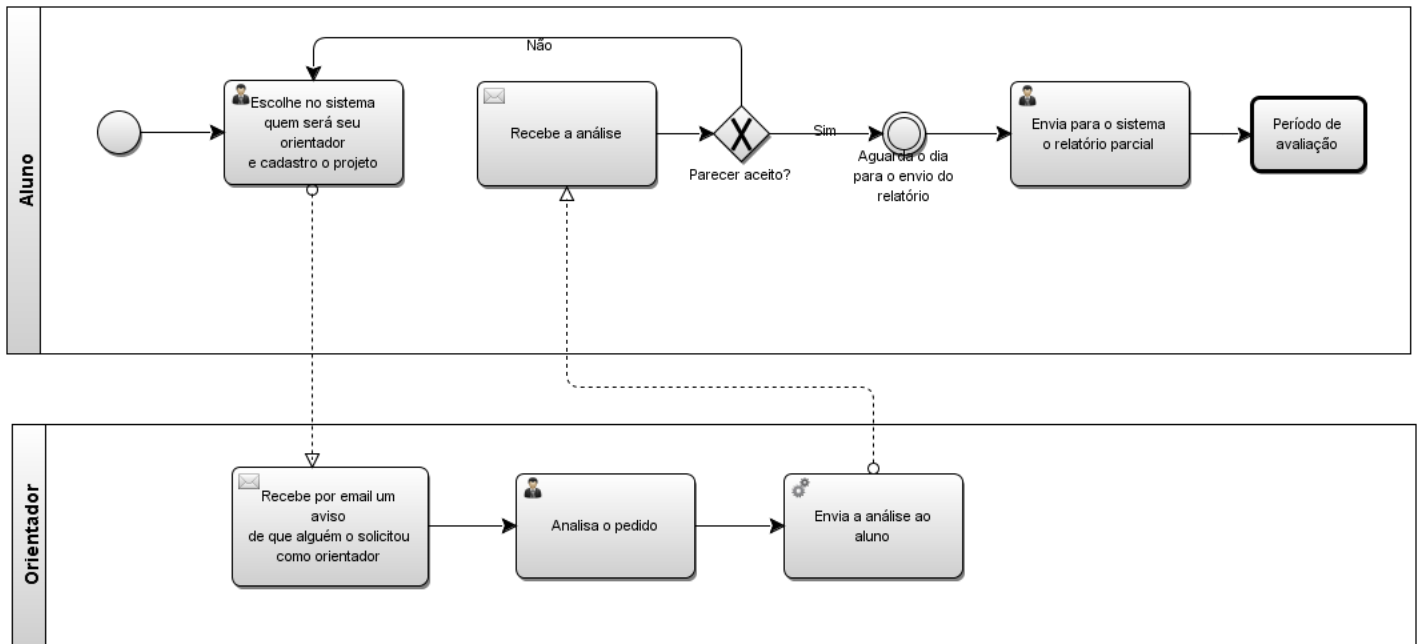 Aluno
Não
Escolhe no sistema
quem será seu
orientador
e cadastro o projeto
Recebe a análise
Parecer aceito?
Sim
Aguarda o dia
para o envio do
relatório
Envia para o sistema
o relatório parcial
Período de
avaliação
Orientador
Recebe por email um
aviso
de que alguém o solicitou
como orientador
Analisa o pedido
Envia a análise ao
aluno